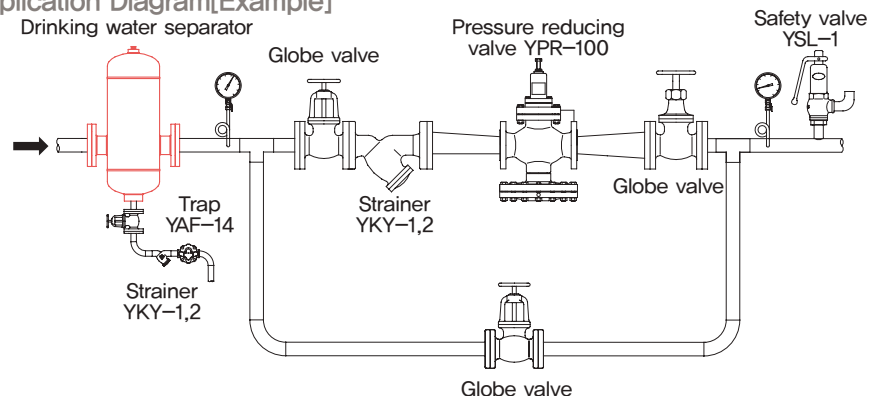 plication Diagram[Example]
Drinking water separator
Globe valve
Pressure reducing
valve YPR-100
Safety valve
YSL-1
Trap
YAF-14
Strainer
YKY-1,2
Globe valve
Strainer
YKY-1,2
Globe valve